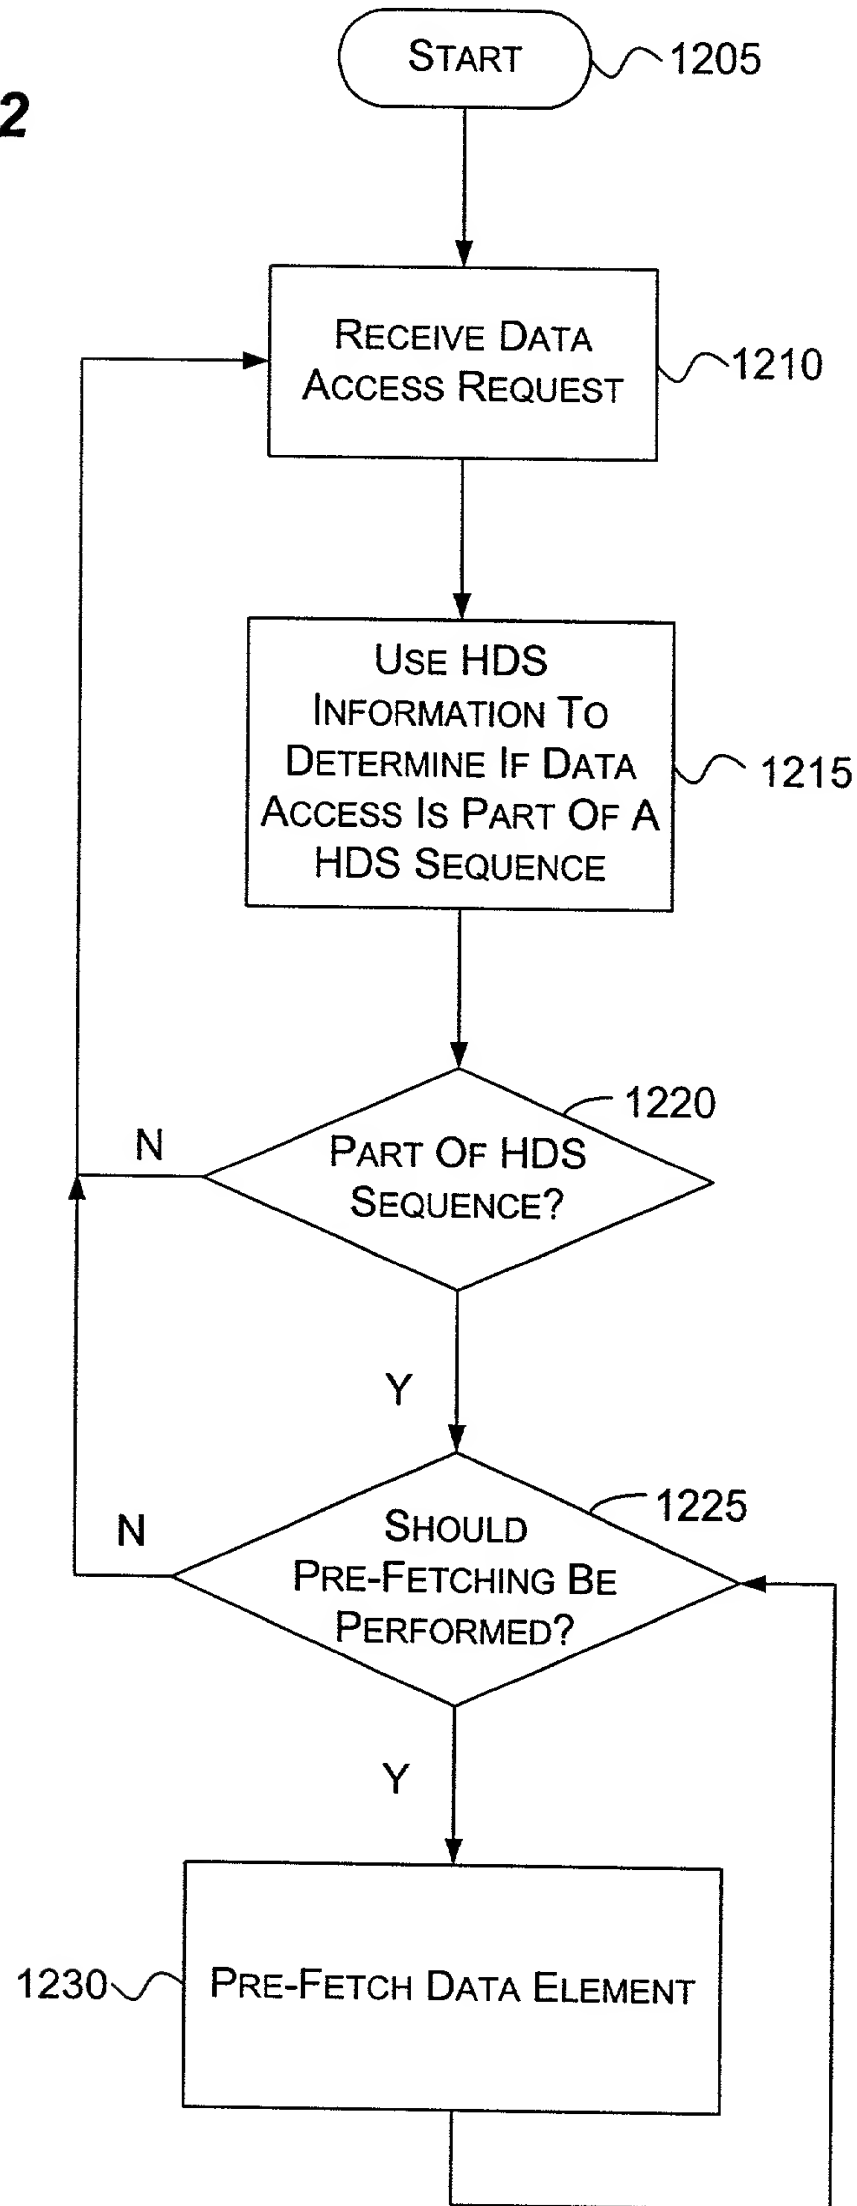 START
1205
2
RECEIVE DATA
ACCESS REQUEST
1210
USE HDS
INFORMATION TO
DETERMINE IF DATA
ACCESS IS PART OF A
HDS SEQUENCE
1215
1220
N
PART OF HDS
SEQUENCE?
Y
1225
N
SHOULD
PRE-FETCHING BE
PERFORMED?
Y
1230
PRE-FETCH DATA ELEMENT